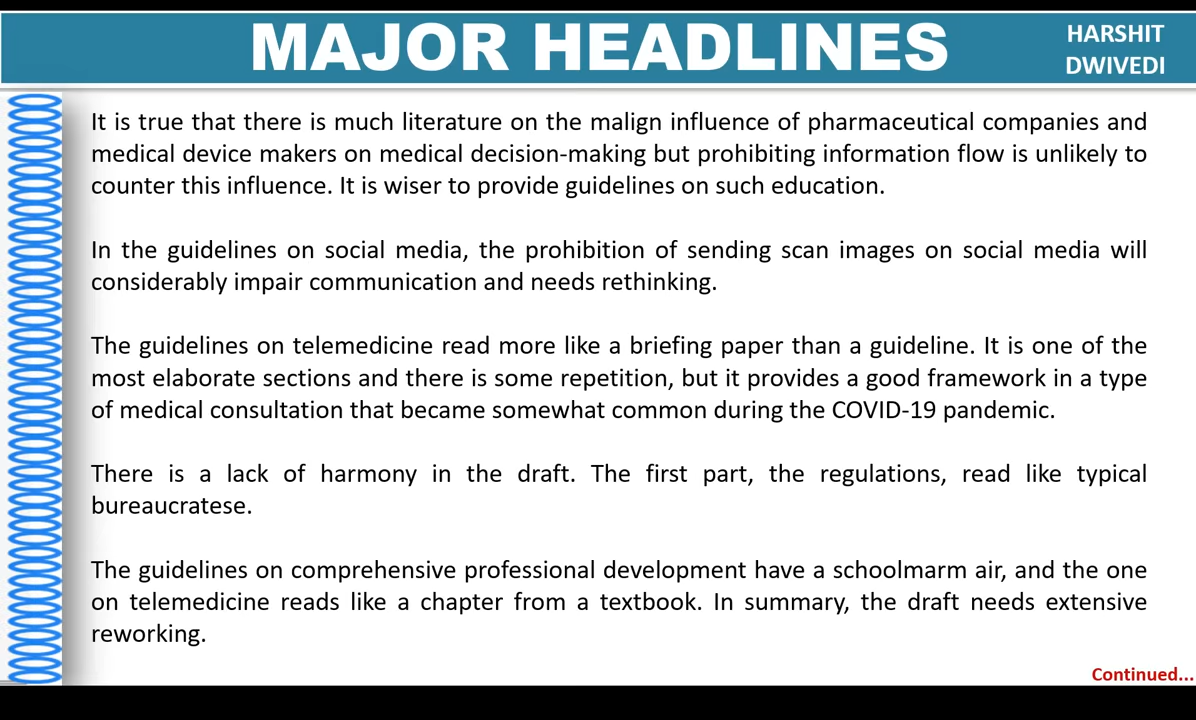 MAJOR HEADLINES
HARSHIT
DWIVEDI
It is true that there is much literature on the malign influence of pharmaceutical companies and
medical device makers on medical decision-making but prohibiting information flow is unlikely to
counter this influence. It is wiser to provide guidelines on such education.
In the guidelines on social media, the prohibition of sending scan images on social media will
considerably impair communication and needs rethinking.
The guidelines on telemedicine read more like a briefing paper than a guideline. It is one of the
most elaborate sections and there is some repetition, but it provides a good framework in a type
of medical consultation that became somewhat common during the COVID-19 pandemic.
There is a lack of harmony in the draft. The first part, the regulations, read like typical
bureaucratese.
The guidelines on comprehensive professional development have a schoolmarm air, and the one
on telemedicine reads like a chapter from a textbook. In summary, the draft needs extensive
reworking.
Continued...